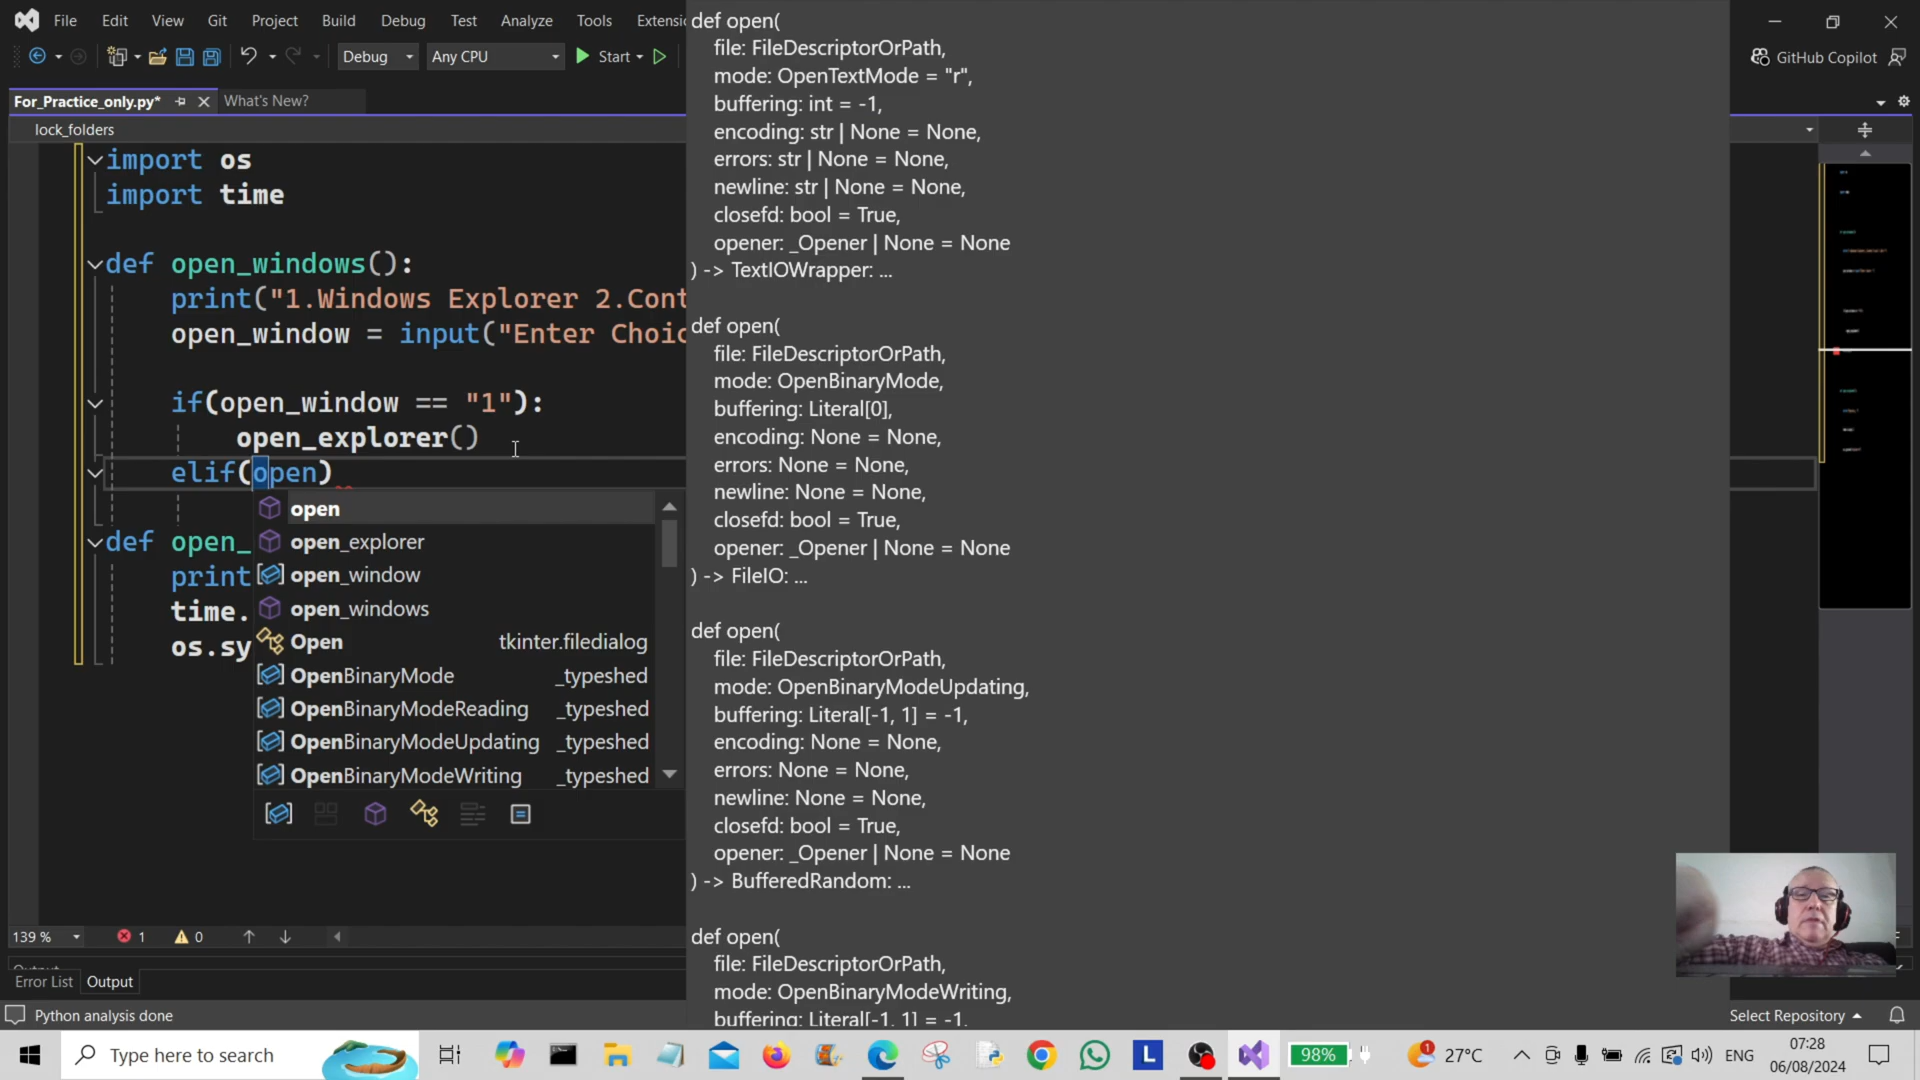 File Edit View Git Project Build Debug Test Analyze Tools Extensi
Debug Any CPU Start GitHub Copilot
For_Practice_only.py* What's New?
lock_folders
import os
import time
def open_windows():
print("1.Windows Explorer 2.Cont
open_window = input("Enter Choic
if(open_window == "1"):
open_explorer()
elif(open)
def open_
print
time.
os.sy
open
open_explorer
open_window
open_windows
Open tkinter.filedialog
OpenBinaryMode _typeshed
OpenBinaryModeReading _typeshed
OpenBinaryModeUpdating _typeshed
OpenBinaryModeWriting _typeshed
def open(
file: FileDescriptorOrPath,
mode: OpenTextMode = "r",
buffering: int = -1,
encoding: str | None = None,
errors: str | None = None,
newline: str | None = None,
closefd: bool = True,
opener: _Opener | None = None
) -> TextIOWrapper: ...
def open(
file: FileDescriptorOrPath,
mode: OpenBinaryMode,
buffering: Literal[0],
encoding: None = None,
errors: None = None,
newline: None = None,
closefd: bool = True,
opener: _Opener | None = None
) -> FileIO: ...
def open(
file: FileDescriptorOrPath,
mode: OpenBinaryModeUpdating,
buffering: Literal[-1, 1] = -1,
encoding: None = None,
errors: None = None,
newline: None = None,
closefd: bool = True,
opener: _Opener | None = None
) -> BufferedRandom: ...
def open(
file: FileDescriptorOrPath,
mode: OpenBinaryModeWriting,
buffering: Literal[-1, 1] = -1,
139 % 1 0
Error List Output
Python analysis done
Select Repository
Type here to search
98% 1 27°C ENG
07:28
06/08/2024